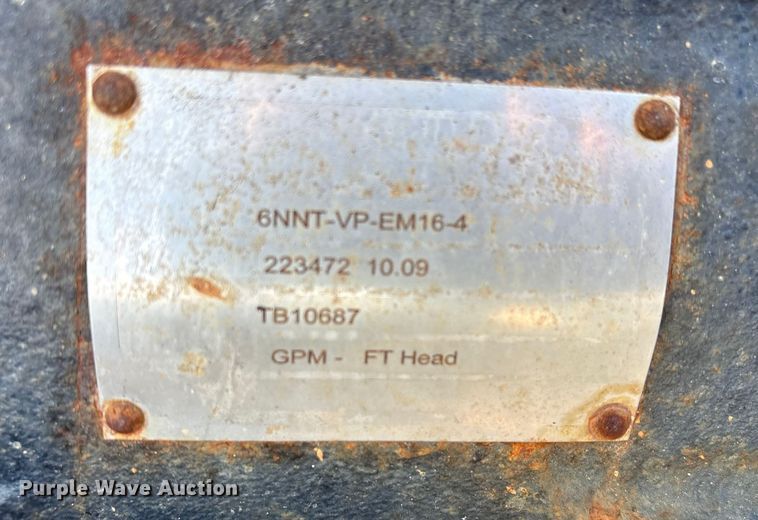 6NNT-VP-EM16-4
223472 10.09
TB10687
GPM - FT Head
Purple Wave Auction